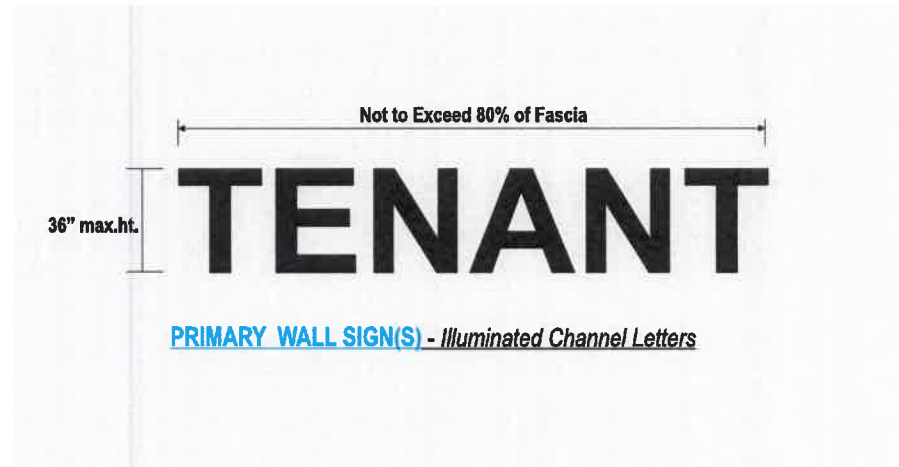 Not to Exceed 80% of Fascia
TENANT
36" max.ht.
PRIMARY WALL SIGN(S) - Illuminated Channel Letters